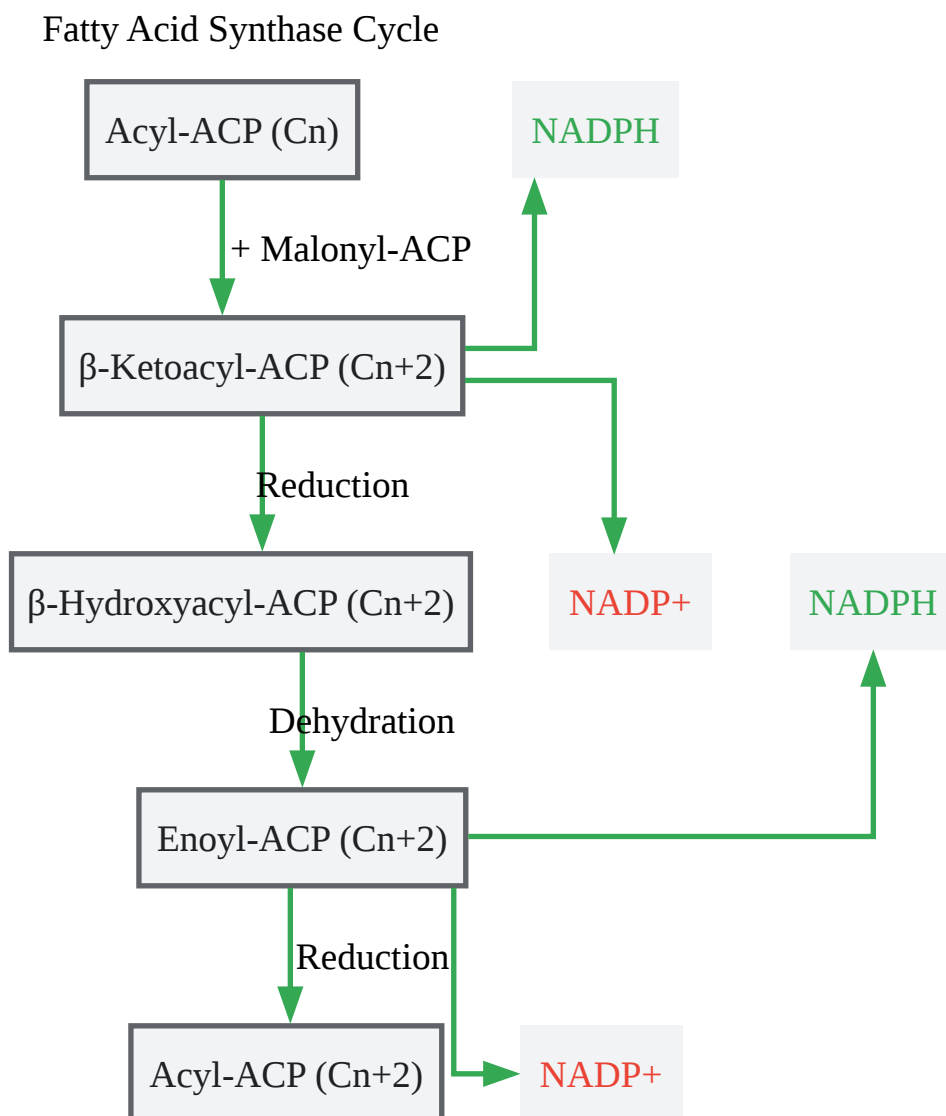 Fatty Acid Synthase Cycle
Acyl-ACP (Cn)
NADPH
+ Malonyl-ACP
β-Ketoacyl-ACP (Cn+2)
Reduction
β-Hydroxyacyl-ACP (Cn+2)
NADP+
NADPH
Dehydration
Enoyl-ACP (Cn+2)
Reduction
Acyl-ACP (Cn+2)
NADP+